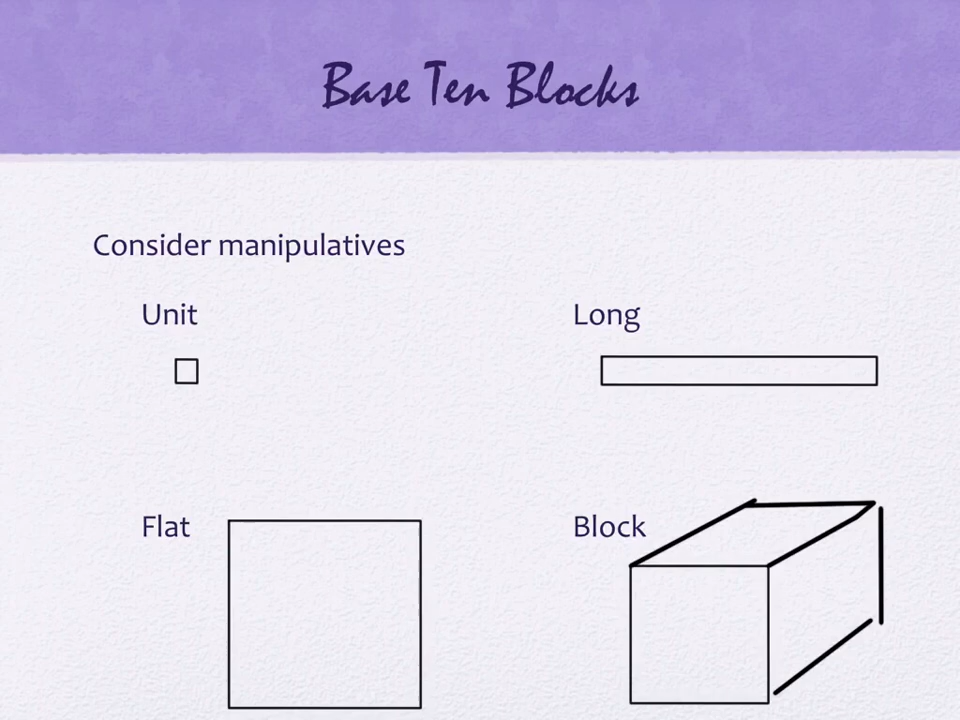 Base Ten Blocks
Consider manipulatives
Unit
Long
Flat
Block